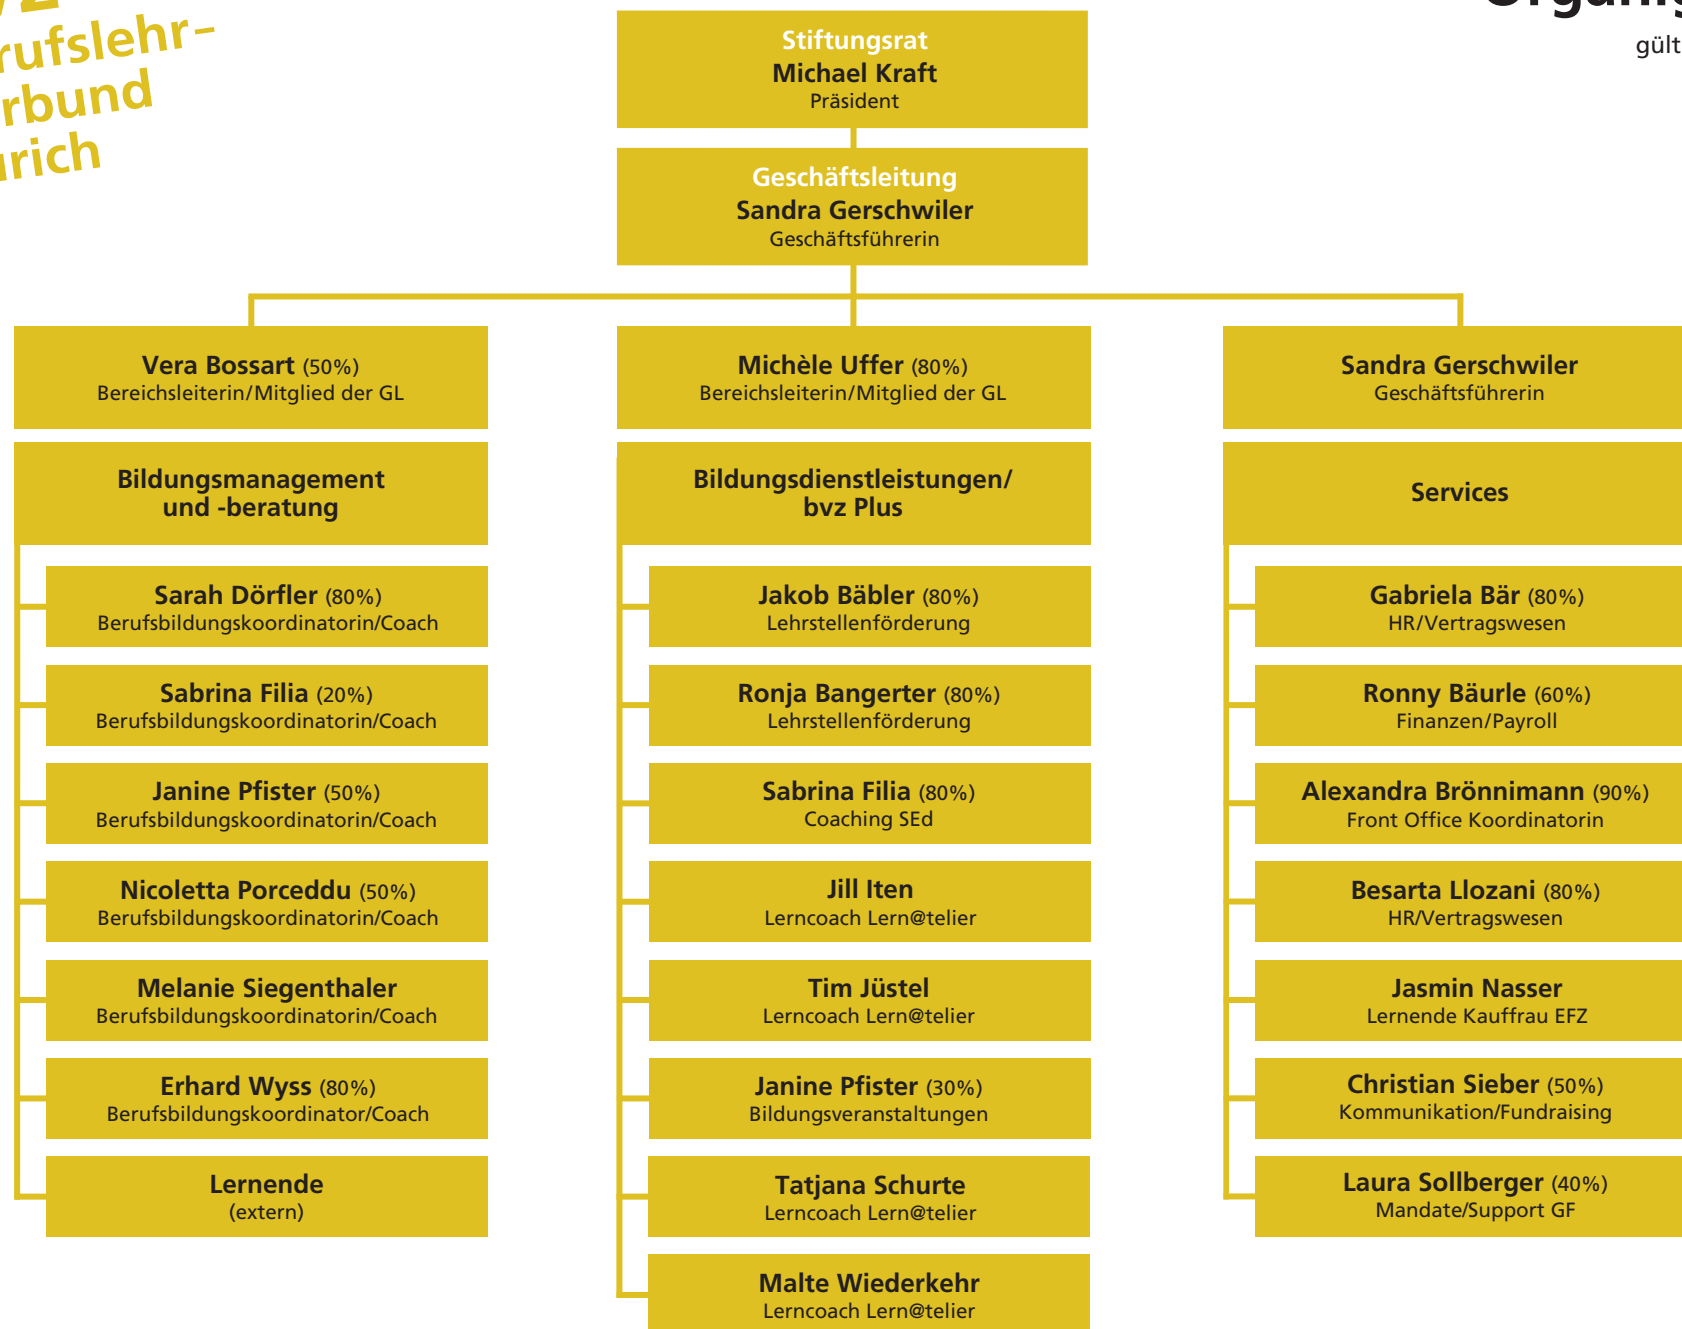 rufslehr-
rbund
rich
gült
Stiftungsrat
Michael Kraft
Präsident
Geschäftsleitung
Sandra Gerschwiler
Geschäftsführerin
Vera Bossart (50%)
Bereichsleiterin/Mitglied der GL
Bildungsmanagement
und -beratung
Sarah Dörfler (80%)
Berufsbildungskoordinatorin/Coach
Sabrina Filia (20%)
Berufsbildungskoordinatorin/Coach
Janine Pfister (50%)
Berufsbildungskoordinatorin/Coach
Nicoletta Porceddu (50%)
Berufsbildungskoordinatorin/Coach
Melanie Siegenthaler
Berufsbildungskoordinatorin/Coach
Erhard Wyss (80%)
Berufsbildungskoordinator/Coach
Lernende
(extern)
Michèle Uffer (80%)
Bereichsleiterin/Mitglied der GL
Bildungsdienstleistungen/
bvz Plus
Jakob Bäbler (80%)
Lehrstellenförderung
Ronja Bangerter (80%)
Lehrstellenförderung
Sabrina Filia (80%)
Coaching SEd
Jill Iten
Lerncoach Lern@telier
Tim Jüstel
Lerncoach Lern@telier
Janine Pfister (30%)
Bildungsveranstaltungen
Tatjana Schurte
Lerncoach Lern@telier
Malte Wiederkehr
Lerncoach Lern@telier
Sandra Gerschwiler
Geschäftsführerin
Services
Gabriela Bär (80%)
HR/Vertragswesen
Ronny Bäurle (60%)
Finanzen/Payroll
Alexandra Brönnimann (90%)
Front Office Koordinatorin
Besarta Llozani (80%)
HR/Vertragswesen
Jasmin Nasser
Lernende Kauffrau EFZ
Christian Sieber (50%)
Kommunikation/Fundraising
Laura Sollberger (40%)
Mandate/Support GF